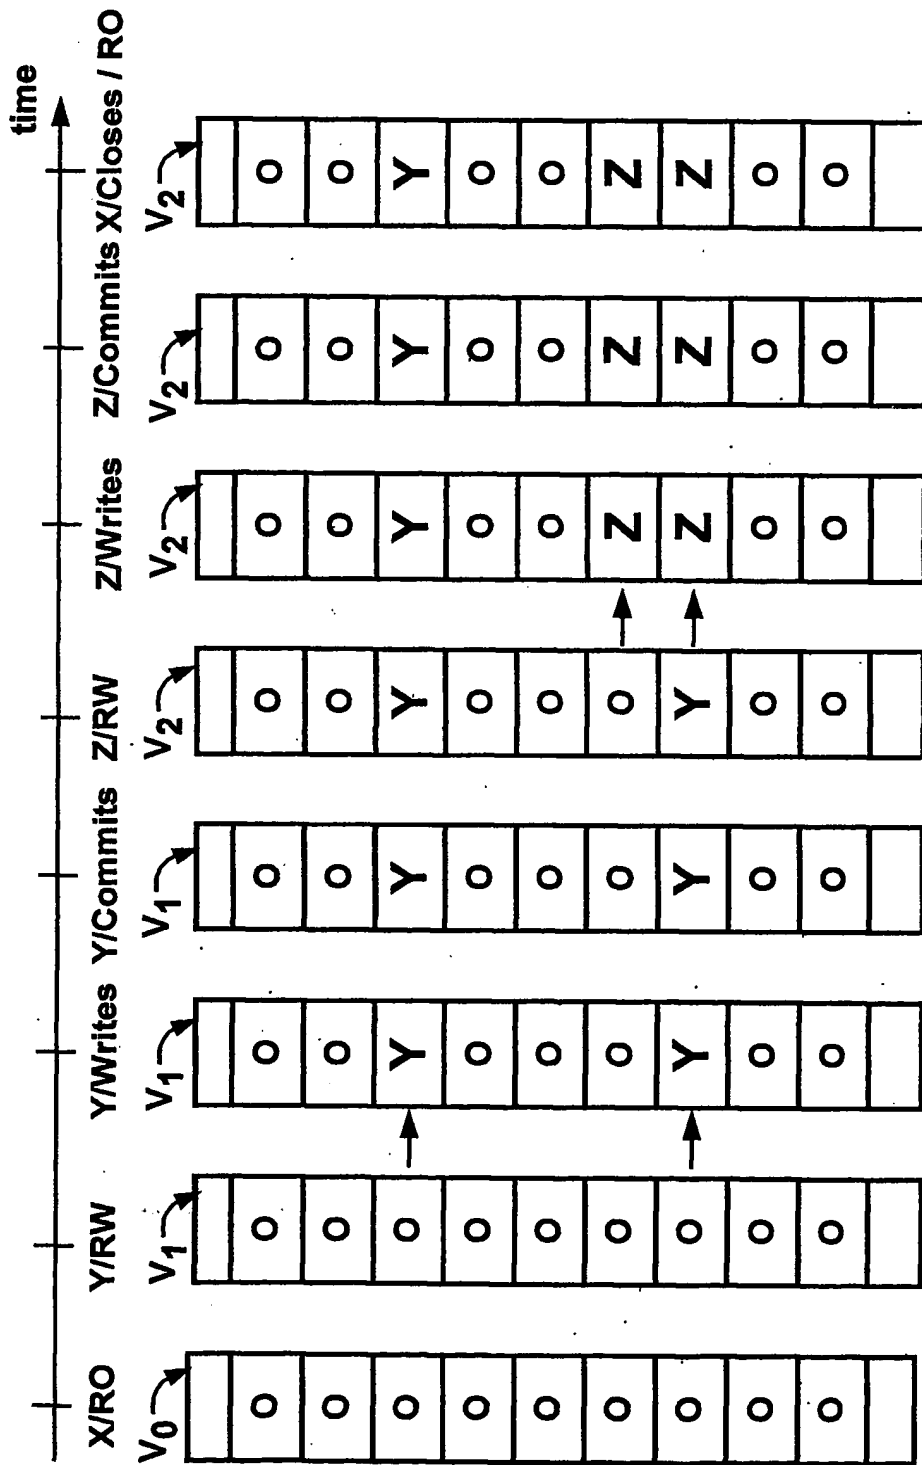 time
X/RO Y/RW Y/Writes Y/Commits Z/RW Z/Writes Z/Commits X/Closes / RO
V0 V1 V1 V1 V2 V2 V2 V2
O O O O O O O O
O O O O O O O O
O O Y Y Y Y Y Y
O O O O O O O O
O O O O O O O O
O O O O O Z Z Z
O O Y Y Y Z Z Z
O O O O O O O O
O O O O O O O O